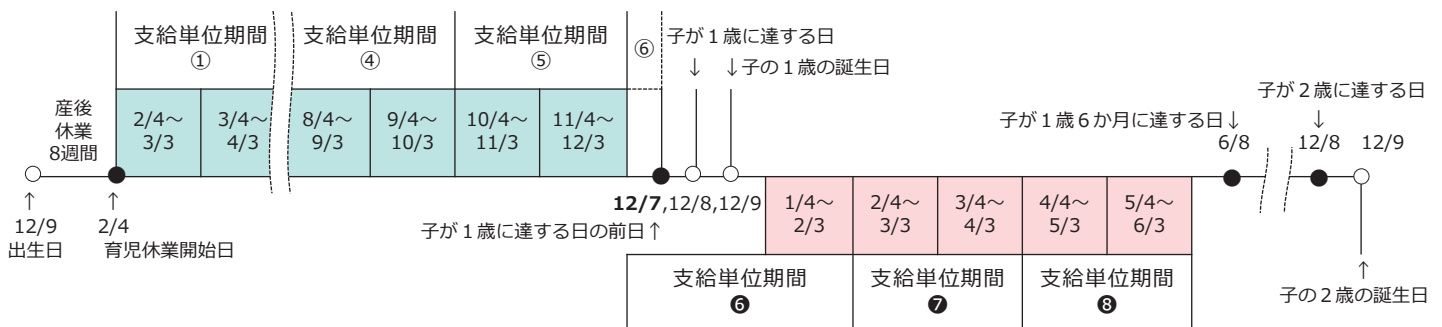 支給単位期間
①
支給単位期間
④
支給単位期間
⑤
⑥
子が１歳に達する日
↓
↓子の１歳の誕生日
産後
休業
8週間
2/4～
3/3
3/4～
4/3
8/4～
9/3
9/4～
10/3
10/4～
11/3
11/4～
12/3
子が２歳に達する日
↓
子が１歳６か月に達する日↓
6/8
12/8
12/9
↑
12/9
出生日
↑
2/4
育児休業開始日
12/7,12/8,12/9
子が１歳に達する日の前日↑
1/4～
2/3
2/4～
3/3
3/4～
4/3
4/4～
5/3
5/4～
6/3
支給単位期間
❻
支給単位期間
❼
支給単位期間
❽
↑
子の２歳の誕生日